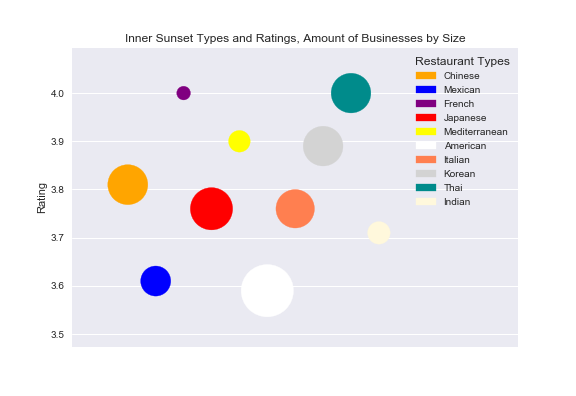 Inner Sunset Types and Ratings, Amount of Businesses by Size
Restaurant Types
Chinese
Mexican
French
Japanese
Mediterranean
American
Italian
Korean
Thai
Indian
Rating
4.0
3.9
3.8
3.7
3.6
3.5